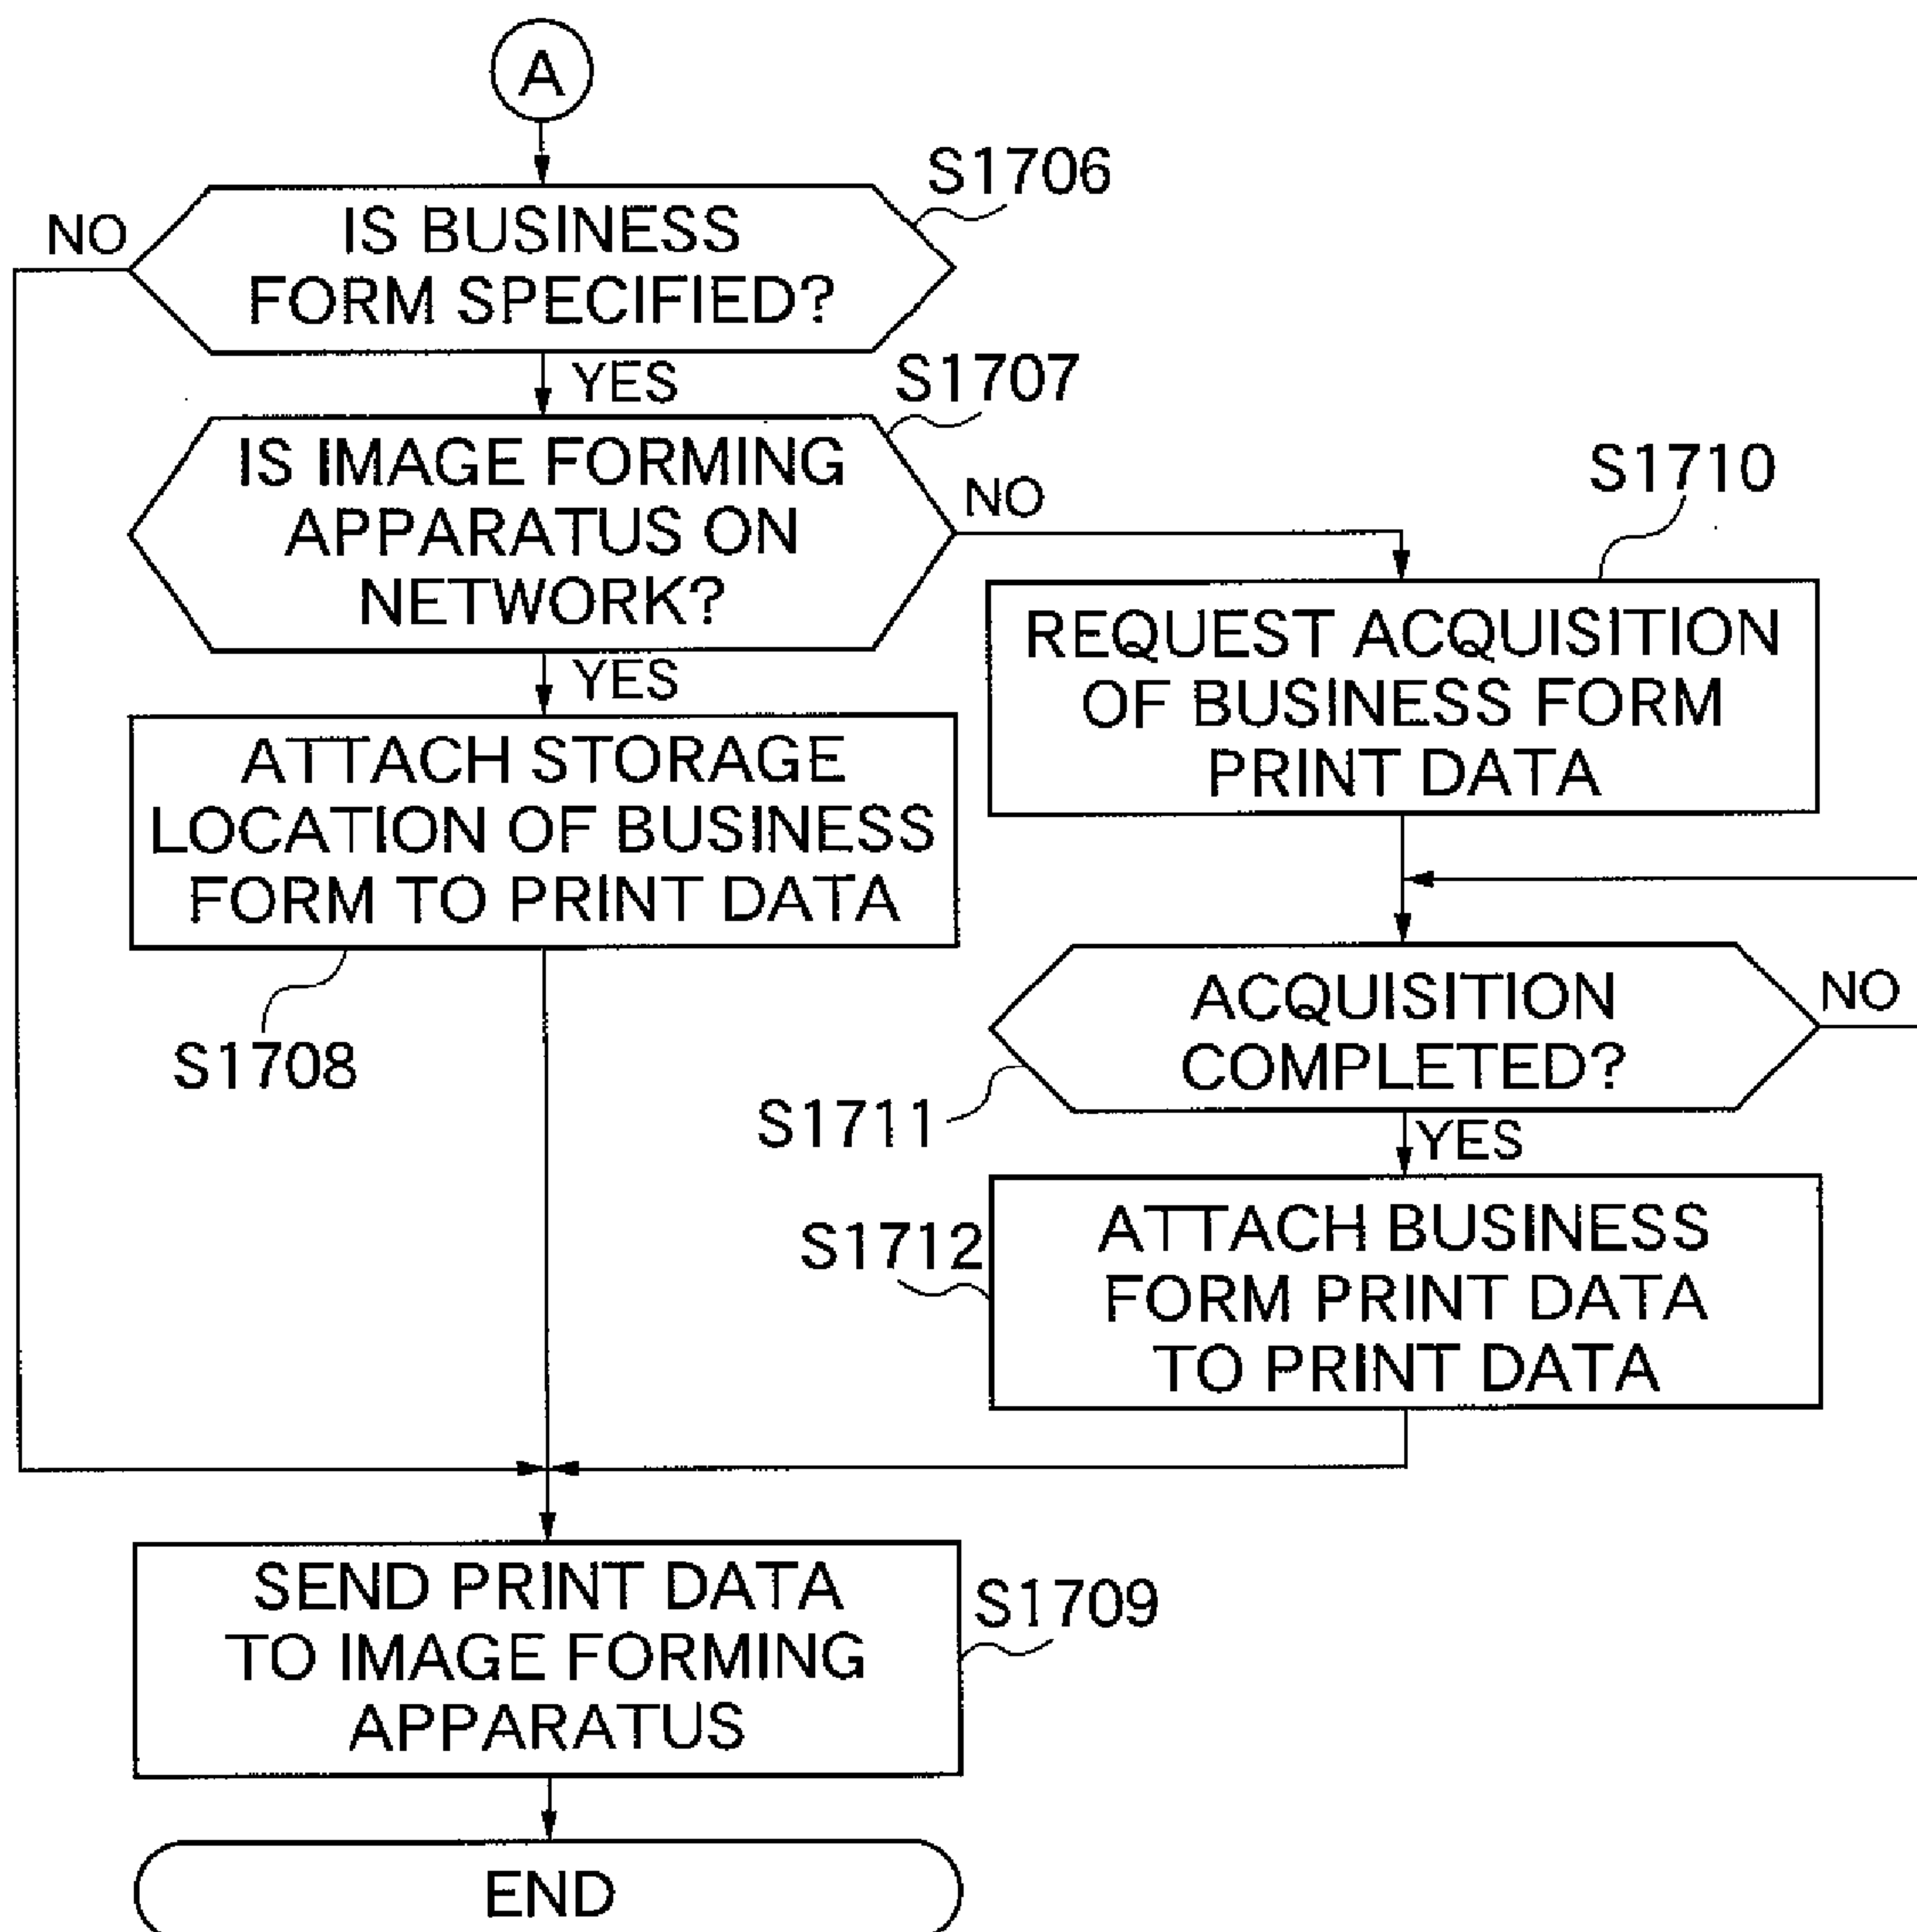 A
S1706
NO
IS BUSINESS
FORM SPECIFIED?
YES
S1707
IS IMAGE FORMING
APPARATUS ON
NETWORK?
NO
S1710
YES
REQUEST ACQUISITION
OF BUSINESS FORM
PRINT DATA
ATTACH STORAGE
LOCATION OF BUSINESS
FORM TO PRINT DATA
S1708
ACQUISITION
COMPLETED?
NO
S1711
YES
S1712
ATTACH BUSINESS
FORM PRINT DATA
TO PRINT DATA
SEND PRINT DATA
TO IMAGE FORMING
APPARATUS
S1709
END